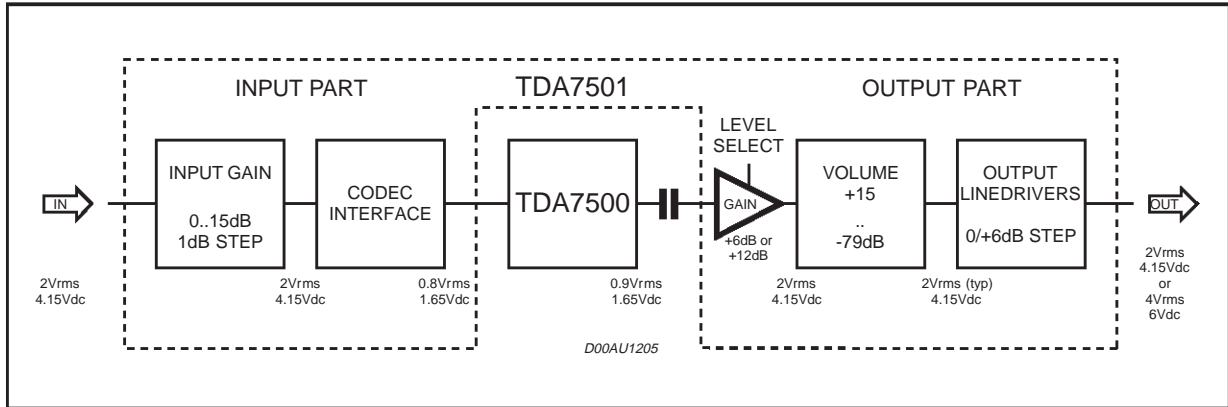 INPUT PART
TDA7501
OUTPUT PART
LEVEL
SELECT
INPUT GAIN
0..15dB
1dB STEP
CODEC
INTERFACE
TDA7500
GAIN
+6dB or
+12dB
VOLUME
+15
..
-79dB
OUTPUT
LINEDRIVERS
0/+6dB STEP
IN
OUT
2Vrms
4.15Vdc
2Vrms
4.15Vdc
0.8Vrms
1.65Vdc
0.9Vrms
1.65Vdc
2Vrms
4.15Vdc
2Vrms (typ)
4.15Vdc
2Vrms
4.15Vdc
or
4Vrms
6Vdc
D00AU1205